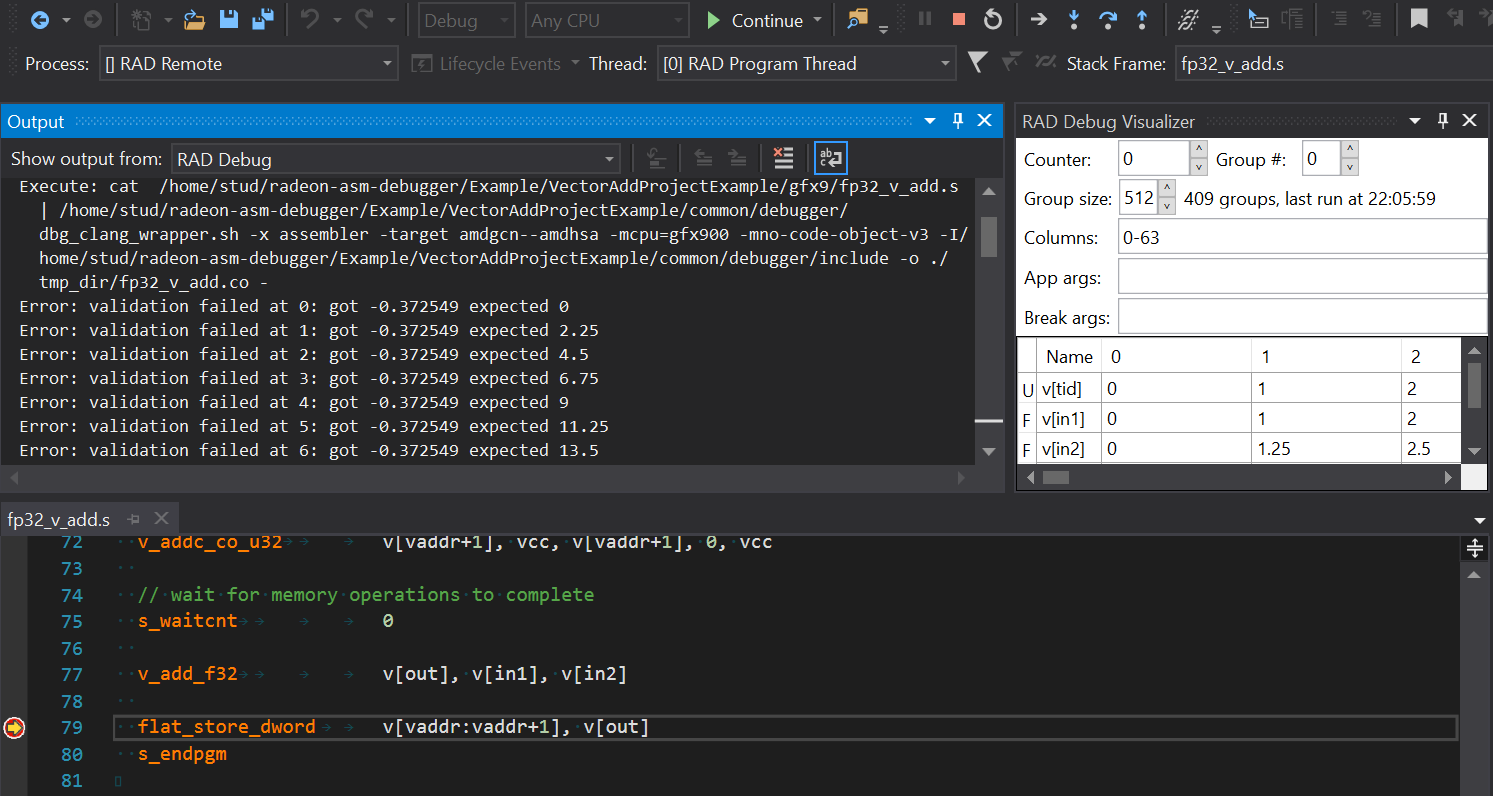 Debug Any CPU Continue
Process: [] RAD Remote Lifecycle Events Thread: [0] RAD Program Thread Stack Frame: fp32_v_add.s
Output
Show output from: RAD Debug
Execute: cat  /home/stud/radeon-asm-debugger/Example/VectorAddProjectExample/gfx9/fp32_v_add.s
| /home/stud/radeon-asm-debugger/Example/VectorAddProjectExample/common/debugger/
dbg_clang_wrapper.sh -x assembler -target amdgcn--amdhsa -mcpu=gfx900 -mno-code-object-v3 -I/
home/stud/radeon-asm-debugger/Example/VectorAddProjectExample/common/debugger/include -o ./
tmp_dir/fp32_v_add.co -
Error: validation failed at 0: got -0.372549 expected 0
Error: validation failed at 1: got -0.372549 expected 2.25
Error: validation failed at 2: got -0.372549 expected 4.5
Error: validation failed at 3: got -0.372549 expected 6.75
Error: validation failed at 4: got -0.372549 expected 9
Error: validation failed at 5: got -0.372549 expected 11.25
Error: validation failed at 6: got -0.372549 expected 13.5
RAD Debug Visualizer
Counter: 0 Group #: 0
Group size: 512 409 groups, last run at 22:05:59
Columns: 0-63
App args:
Break args:
Name 0 1 2
U v[tid] 0 1 2
F v[in1] 0 1 2
F v[in2] 0 1.25 2.5
fp32_v_add.s
72 v_addc_co_u32 v[vaddr+1], vcc, v[vaddr+1], 0, vcc
73
74 // wait for memory operations to complete
75 s_waitcnt 0
76
77 v_add_f32 v[out], v[in1], v[in2]
78
79 flat_store_dword v[vaddr:vaddr+1], v[out]
80 s_endpgm
81